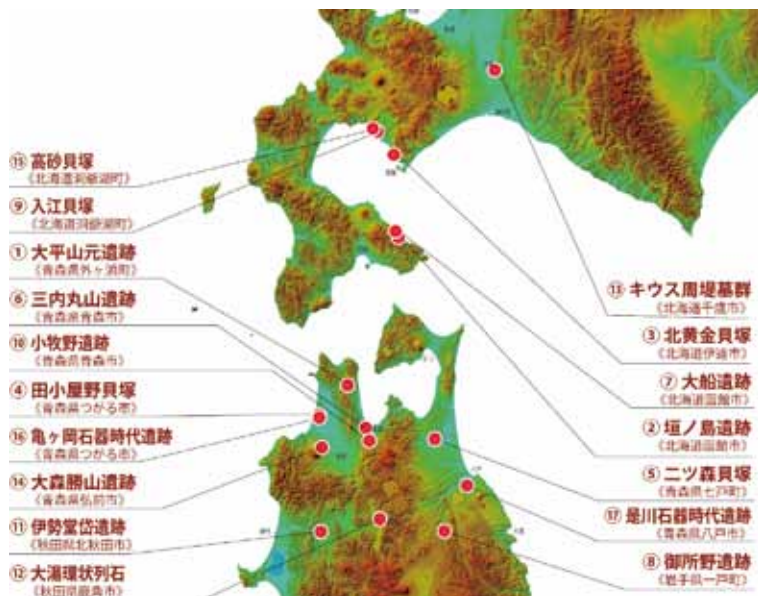 ⑮ 高砂貝塚
(北海道洞爺湖町)
⑨ 入江貝塚
(北海道洞爺湖町)
① 大平山元遺跡
(青森県外ヶ浜町)
⑥ 三内丸山遺跡
(青森県青森市)
⑩ 小牧野遺跡
(青森県青森市)
④ 田小屋野貝塚
(青森県つがる市)
⑯ 亀ヶ岡石器時代遺跡
(青森県つがる市)
⑭ 大森勝山遺跡
(青森県弘前市)
⑪ 伊勢堂岱遺跡
(秋田県北秋田市)
⑫ 大湯環状列石
(秋田県鹿角市)
⑬ キウス周堤墓群
(北海道千歳市)
③ 北黄金貝塚
(北海道伊達市)
⑦ 大船遺跡
(北海道函館市)
② 垣ノ島遺跡
(北海道函館市)
⑤ 二ツ森貝塚
(青森県七戸町)
⑰ 是川石器時代遺跡
(青森県八戸市)
⑧ 御所野遺跡
(岩手県一戸町)